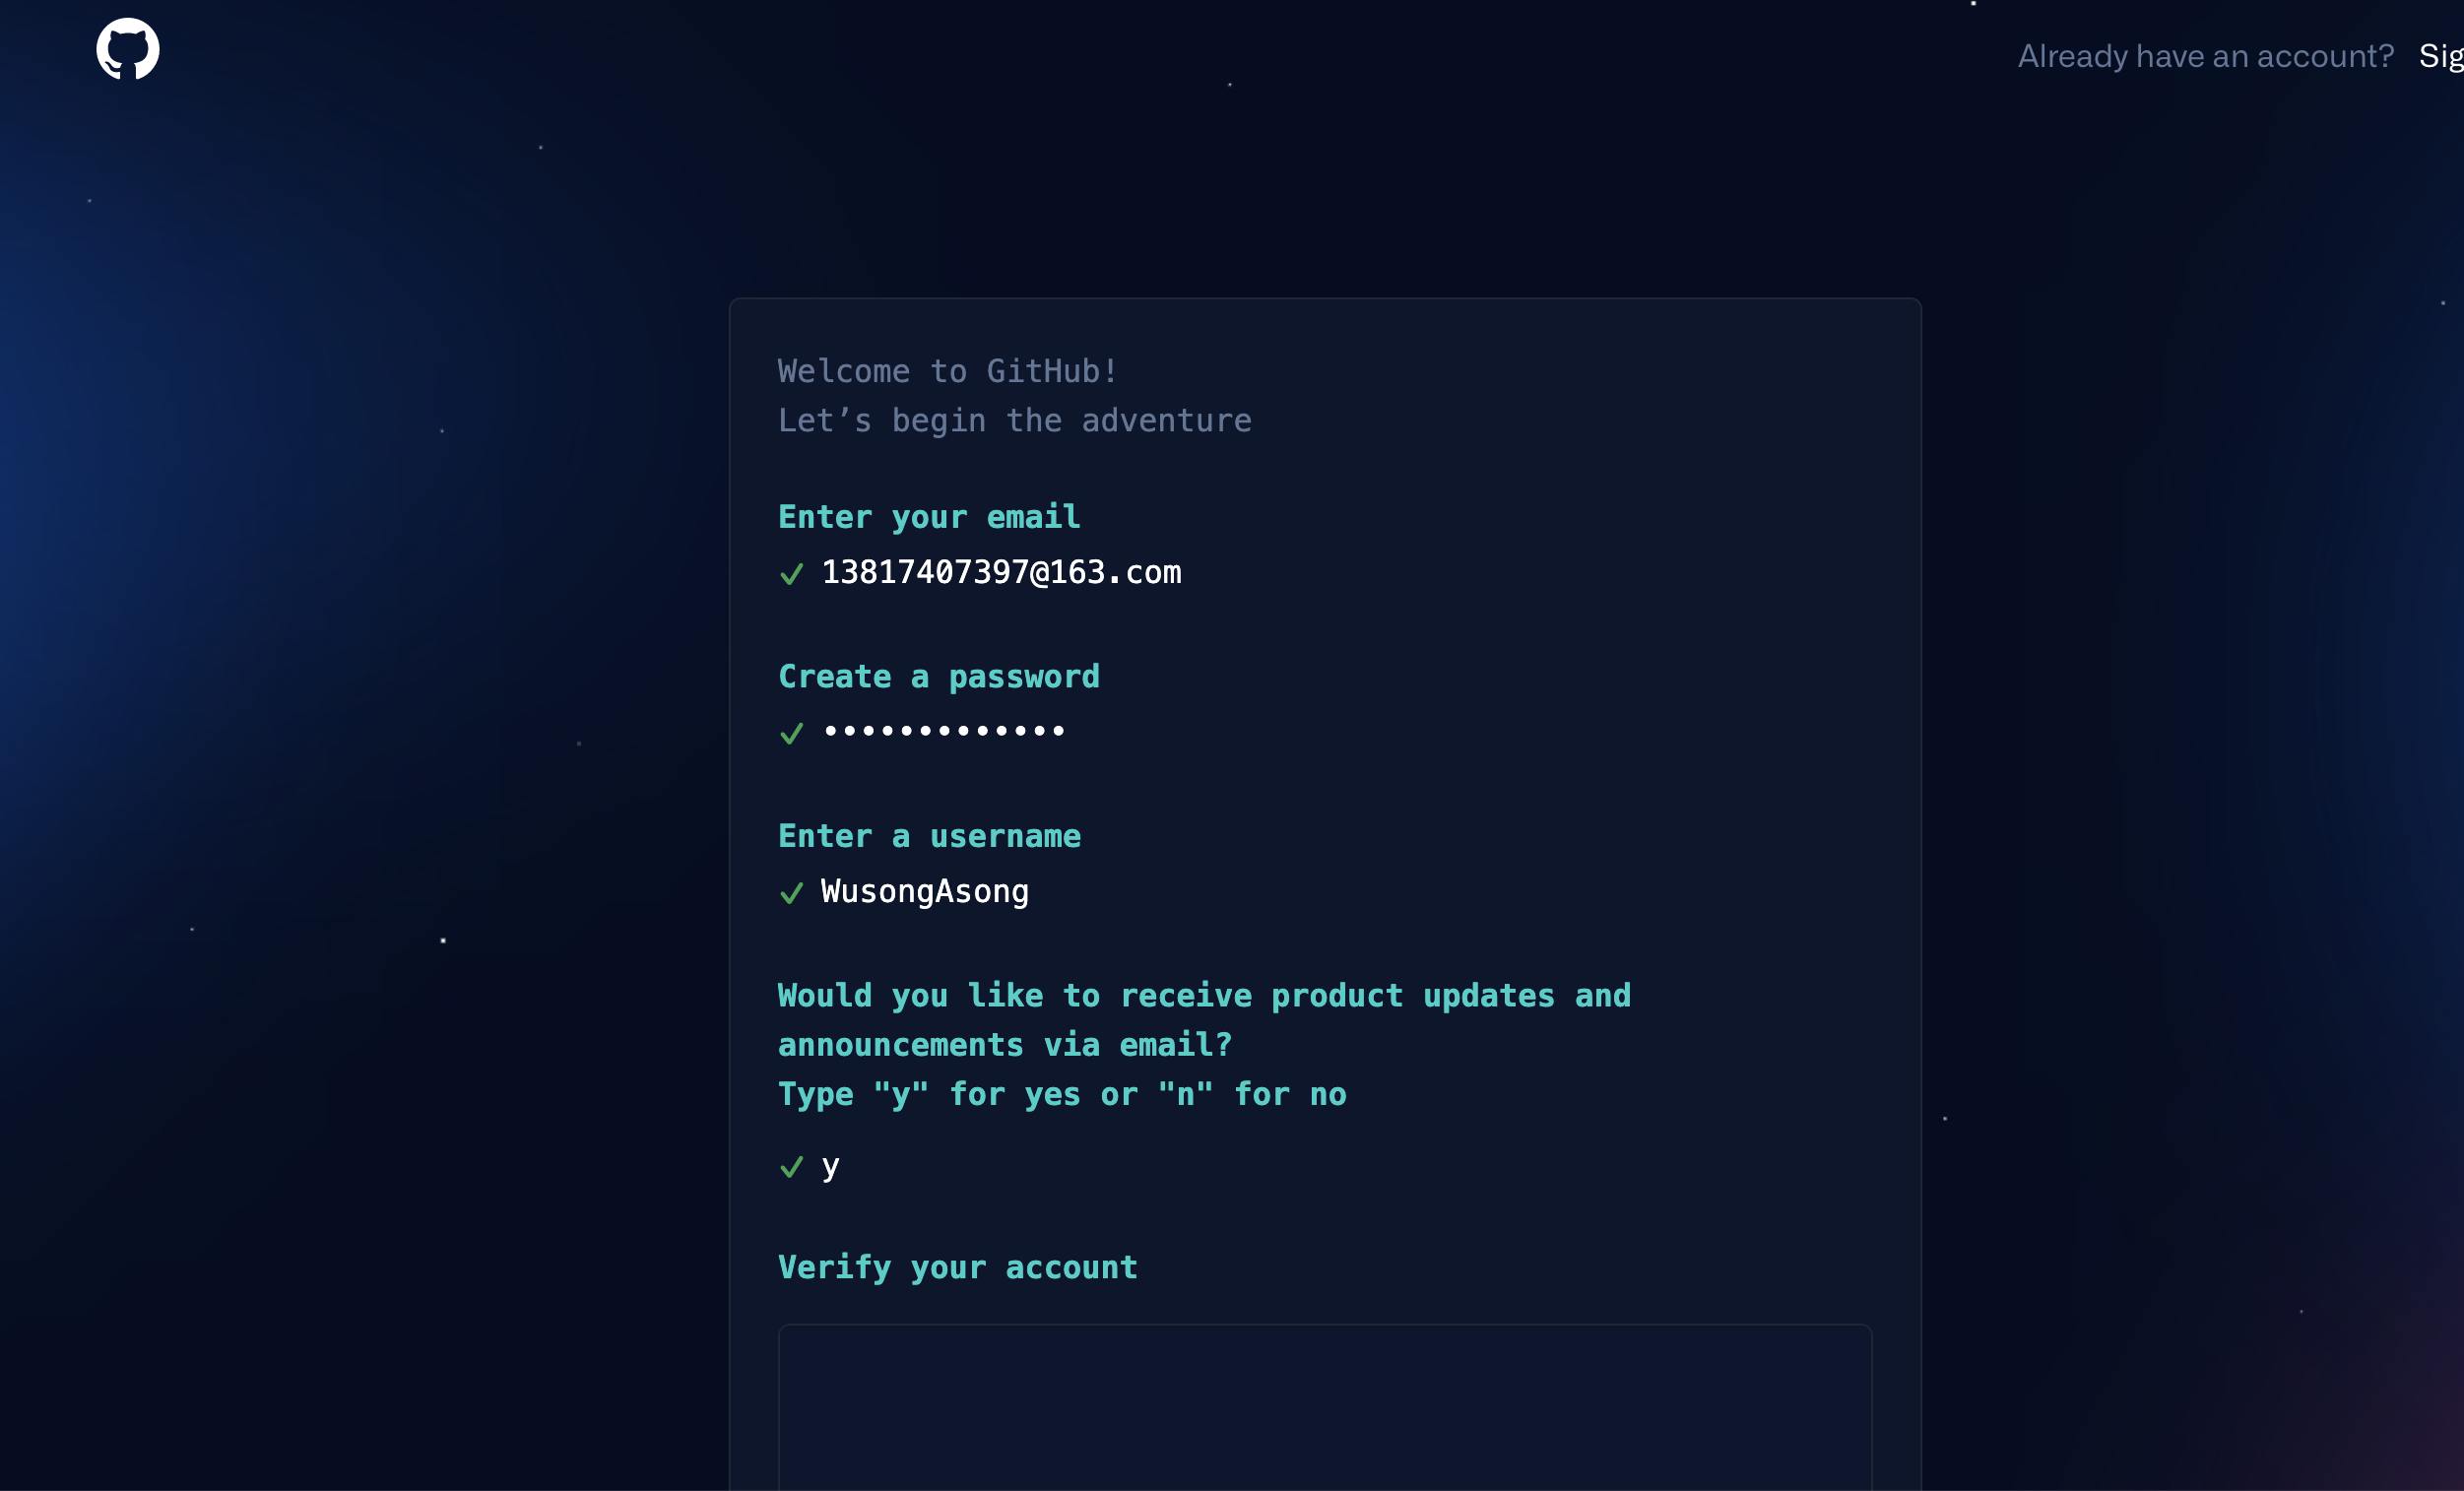 Already have an account? Sig
Welcome to GitHub!
Let’s begin the adventure
Enter your email
✓ 13817407397@163.com
Create a password
✓ •••••••••••••
Enter a username
✓ WusongAsong
Would you like to receive product updates and
announcements via email?
Type "y" for yes or "n" for no
✓ y
Verify your account